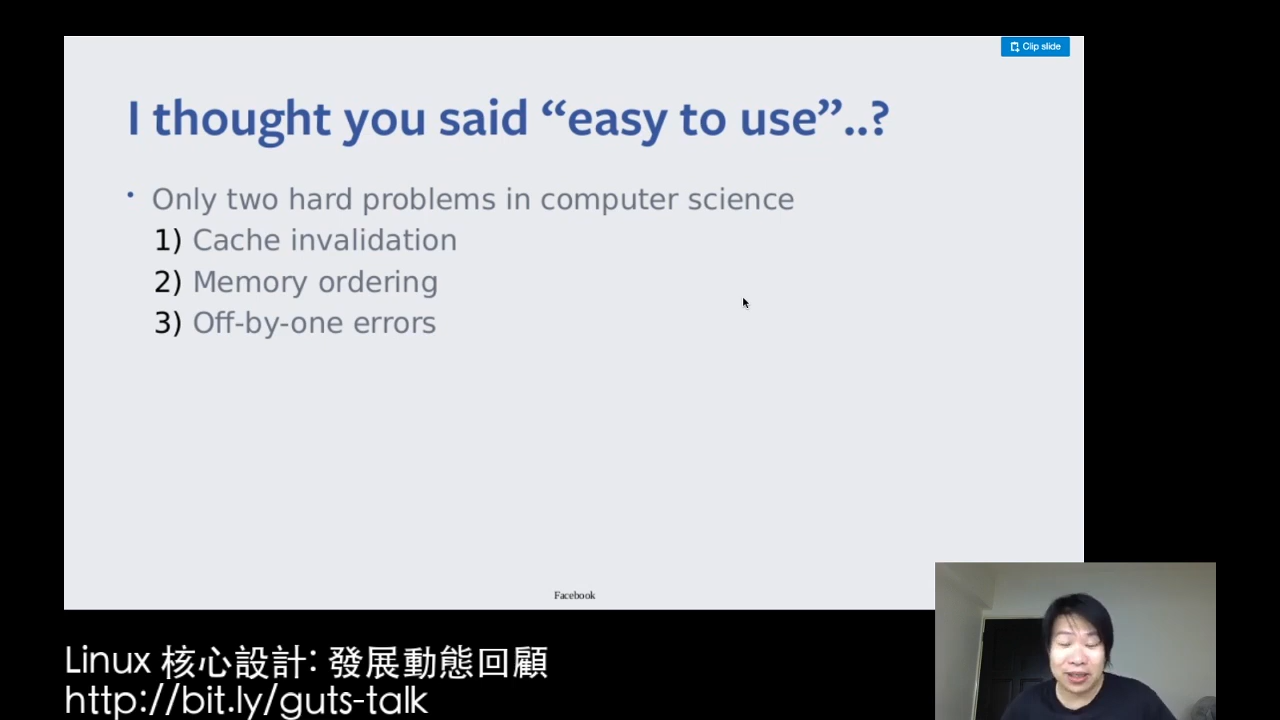 Clip slide
I thought you said “easy to use”..?
• Only two hard problems in computer science
1) Cache invalidation
2) Memory ordering
3) Off-by-one errors
Facebook
Linux 核心設計: 發展動態回顧
http://bit.ly/guts-talk